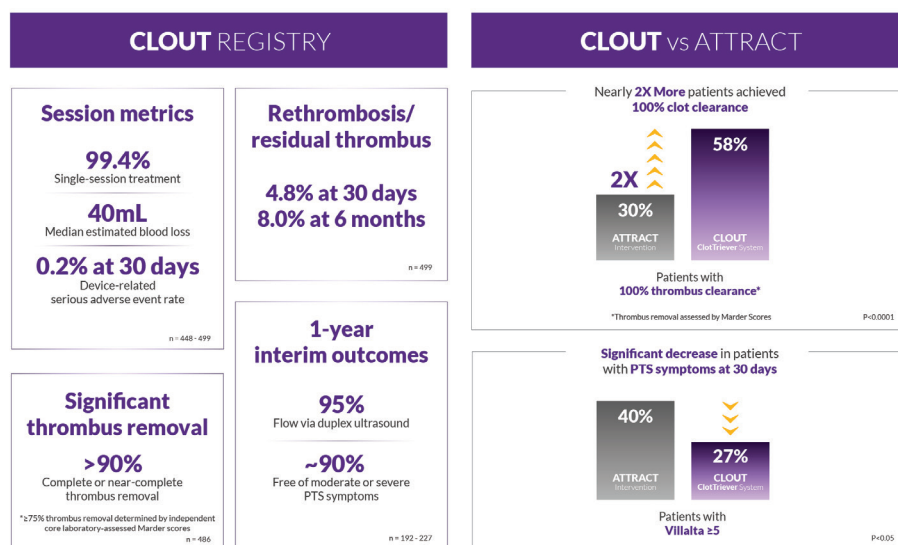 CLOUT REGISTRY
Session metrics
99.4%
Single-session treatment
40mL
Median estimated blood loss
0.2% at 30 days
Device-related
serious adverse event rate
n = 448 - 499
Rethrombosis/
residual thrombus
4.8% at 30 days
8.0% at 6 months
n = 499
Significant
thrombus removal
>90%
Complete or near-complete
thrombus removal
*≥75% thrombus removal determined by independent
core laboratory-assessed Marder scores
n = 486
1-year
interim outcomes
95%
Flow via duplex ultrasound
~90%
Free of moderate or severe
PTS symptoms
n = 192 - 227
CLOUT vs ATTRACT
Nearly 2X More patients achieved
100% clot clearance
2X
30%
ATTRACT
Intervention
58%
CLOUT
ClotTriever System
Patients with
100% thrombus clearance*
*Thrombus removal assessed by Marder Scores
P<0.0001
Significant decrease in patients
with PTS symptoms at 30 days
40%
ATTRACT
Intervention
27%
CLOUT
ClotTriever System
Patients with
Villalta ≥5
P<0.05